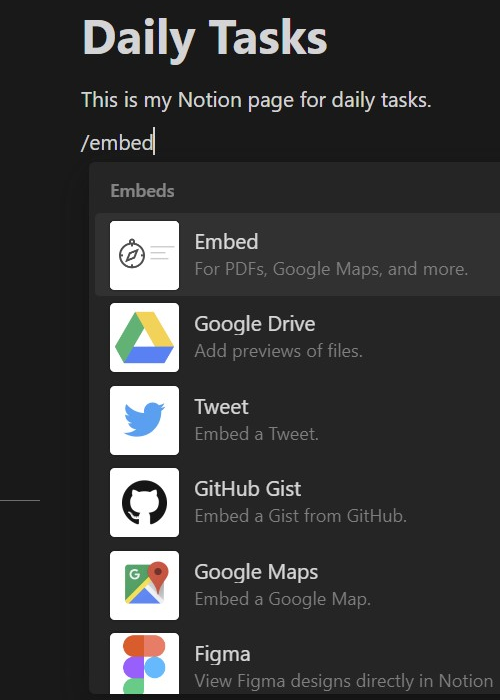 Daily Tasks
This is my Notion page for daily tasks.
/embed
Embeds
Embed
For PDFs, Google Maps, and more.
Google Drive
Add previews of files.
Tweet
Embed a Tweet.
GitHub Gist
Embed a Gist from GitHub.
G
Google Maps
Embed a Google Map.
Figma
View Figma designs directly in Notion